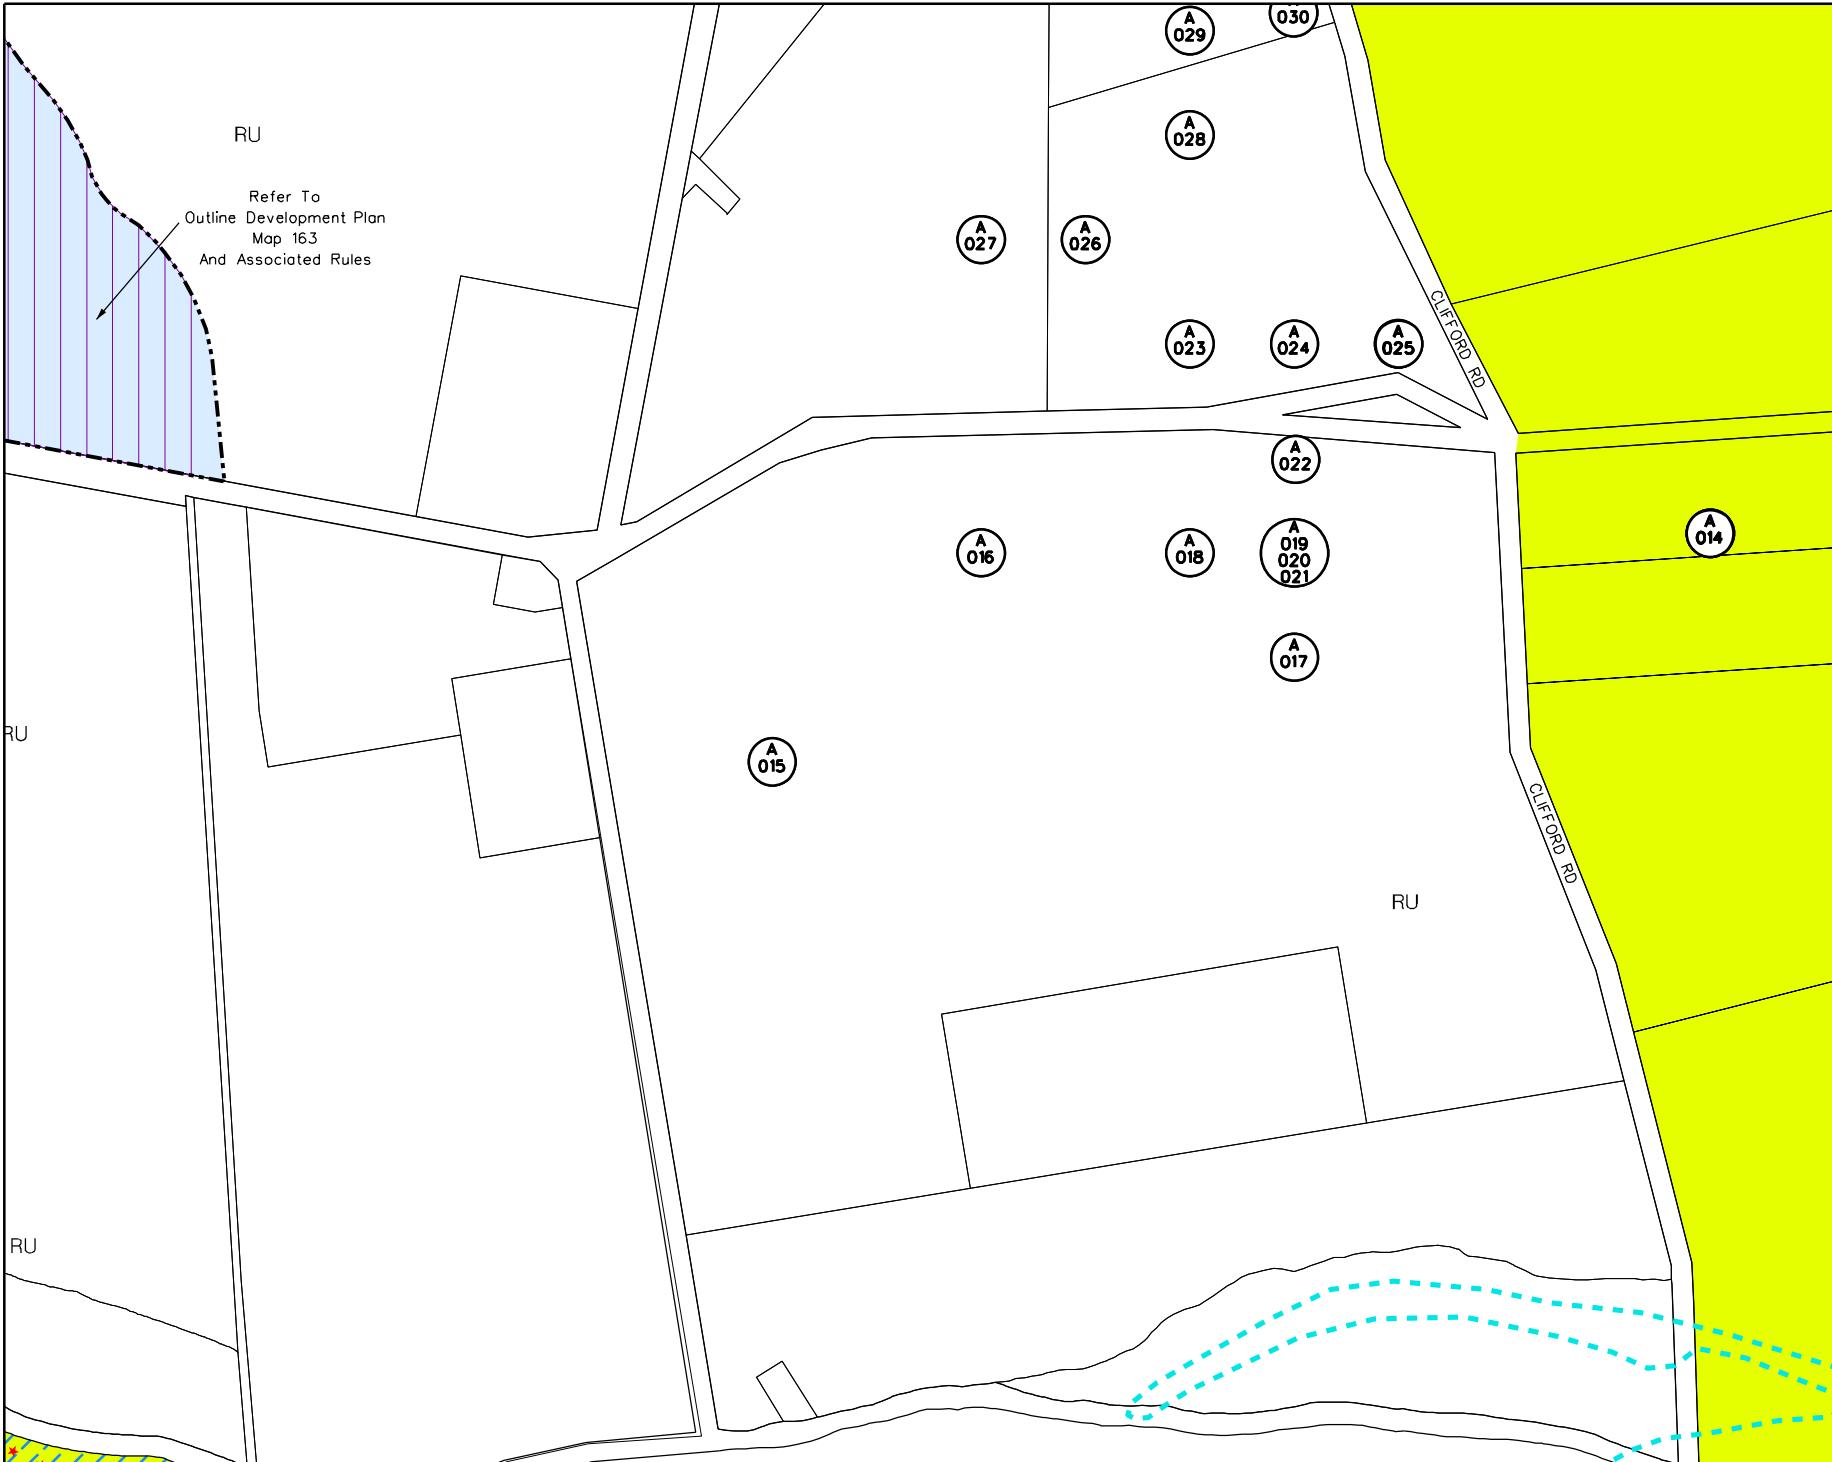 A
029
030
RU
A
028
Refer To
Outline Development Plan
Map 163
And Associated Rules
A
027
A
026
A
023
A
024
A
025
CLIFFORD RD
A
022
A
016
A
018
A
019
020
021
A
014
A
017
RU
A
015
CLIFFORD RD
RU
RU